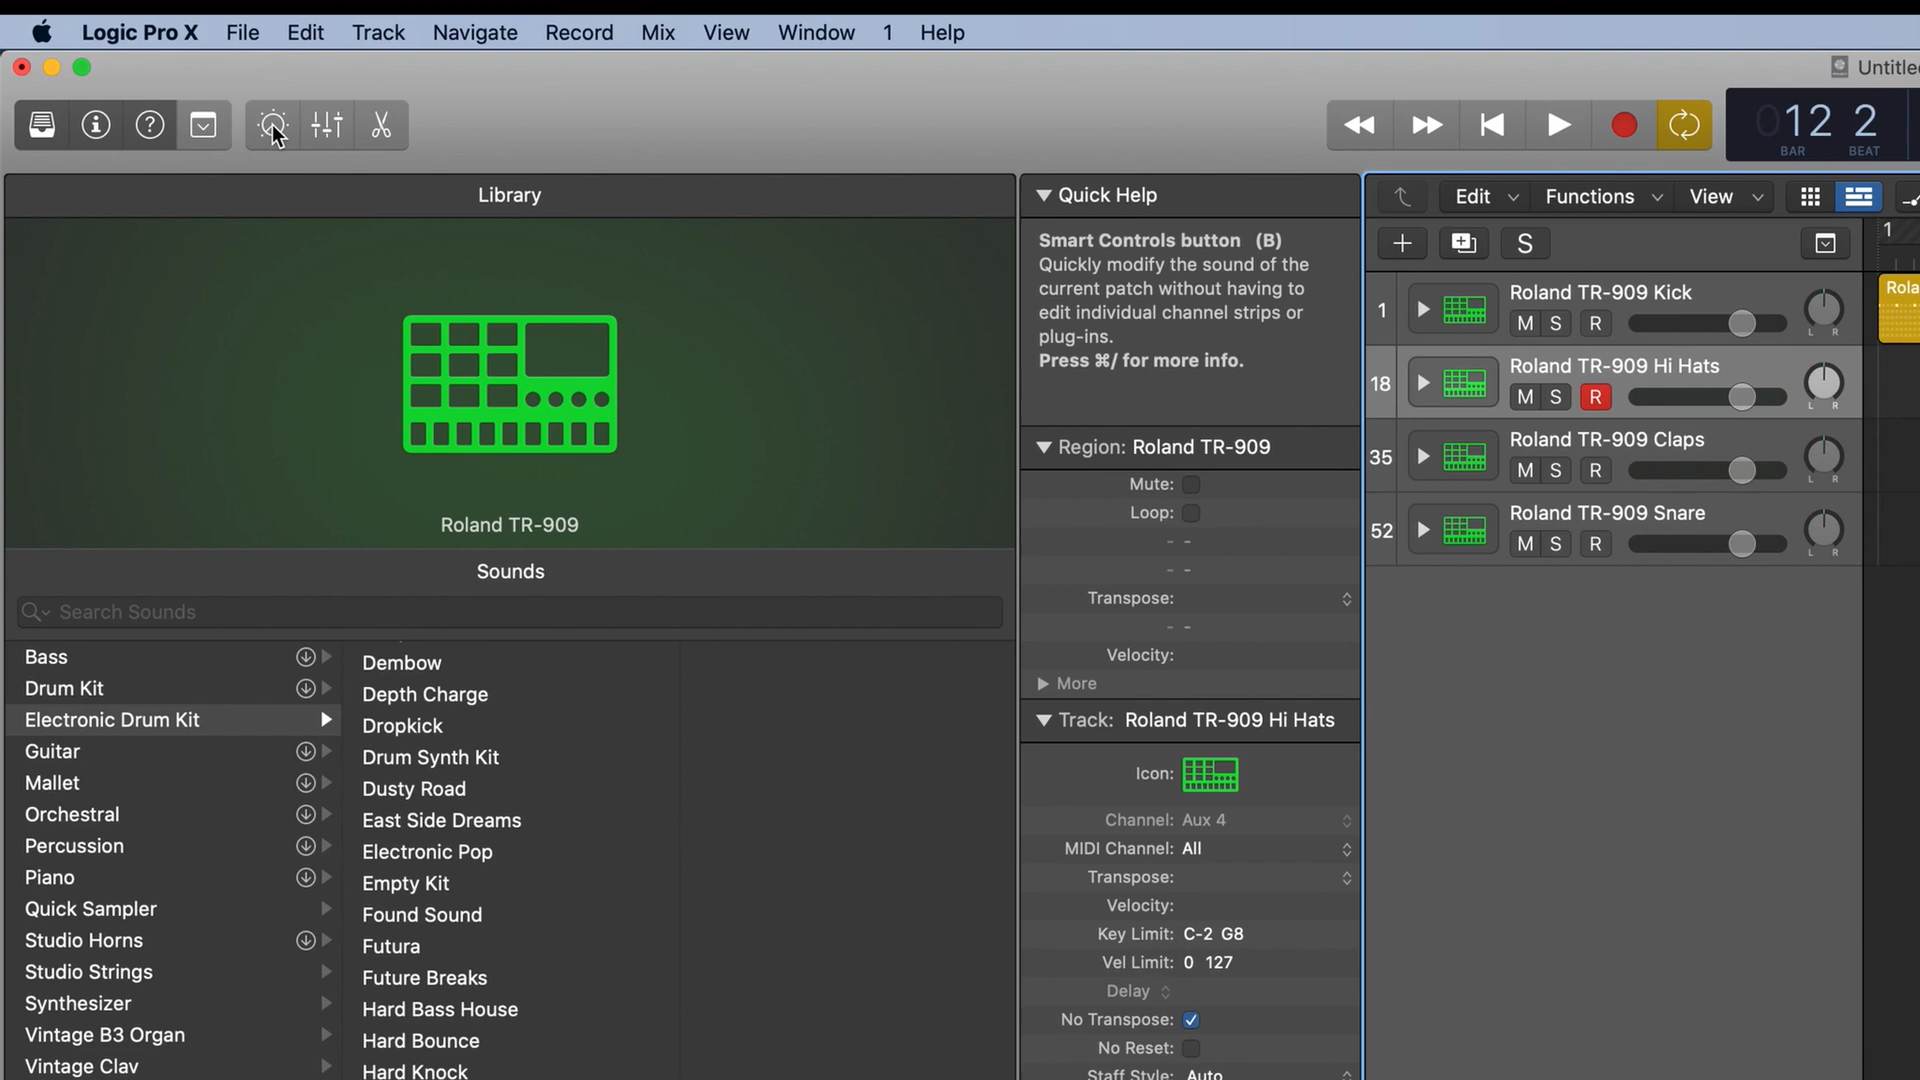 Logic Pro X File Edit Track Navigate Record Mix View Window 1 Help
Untitle
012 2
BAR BEAT
Library
Quick Help
Edit Functions View
Smart Controls button (B)
Quickly modify the sound of the
current patch without having to
edit individual channel strips or
plug-ins.
Press ⌘/ for more info.
S
1
1 Roland TR-909 Kick
M S R
L R
Rola
18 Roland TR-909 Hi Hats
M S R
L R
35 Roland TR-909 Claps
M S R
L R
52 Roland TR-909 Snare
M S R
L R
Roland TR-909
Sounds
Search Sounds
Bass
Drum Kit
Electronic Drum Kit
Guitar
Mallet
Orchestral
Percussion
Piano
Quick Sampler
Studio Horns
Studio Strings
Synthesizer
Vintage B3 Organ
Vintage Clav
Dembow
Depth Charge
Dropkick
Drum Synth Kit
Dusty Road
East Side Dreams
Electronic Pop
Empty Kit
Found Sound
Futura
Future Breaks
Hard Bass House
Hard Bounce
Hard Knock
Region: Roland TR-909
Mute:
Loop:
- -
- -
Transpose:
- -
Velocity:
More
Track: Roland TR-909 Hi Hats
Icon:
Channel: Aux 4
MIDI Channel: All
Transpose:
Velocity:
Key Limit: C-2 G8
Vel Limit: 0 127
Delay
No Transpose:
No Reset:
Staff Style: Auto